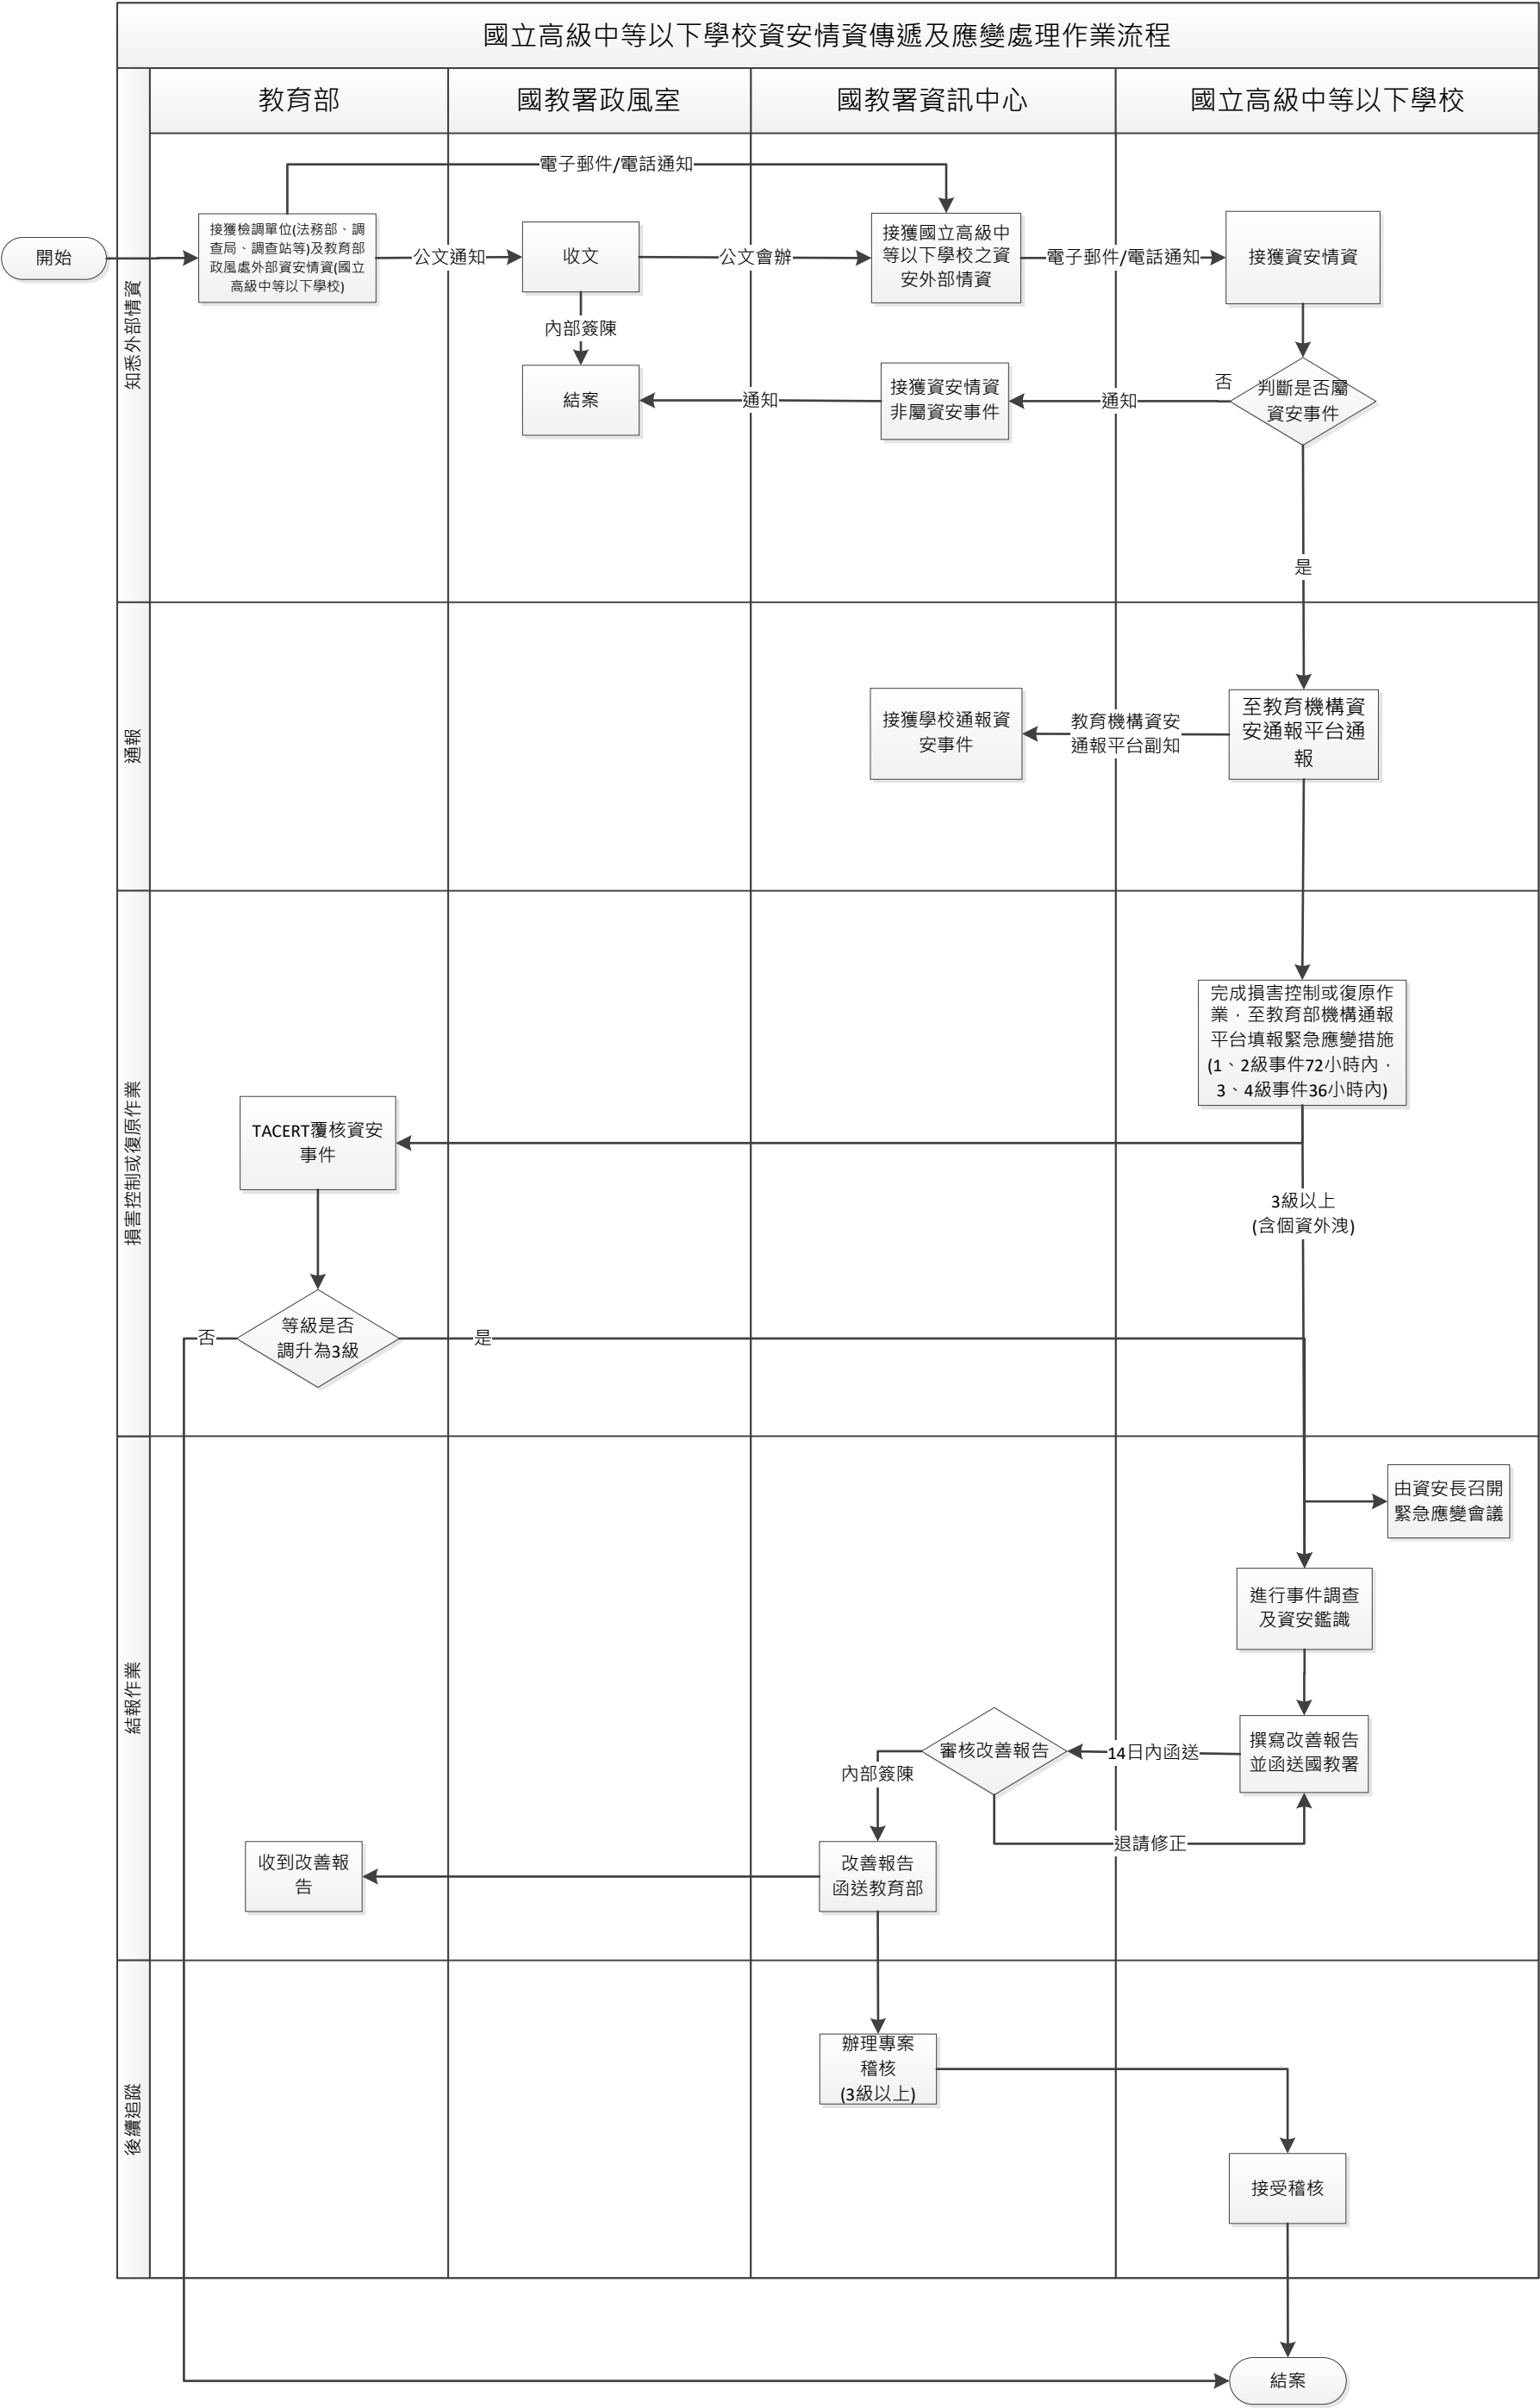 國立高級中等以下學校資安情資傳遞及應變處理作業流程
教育部
國教署政風室
國教署資訊中心
國立高級中等以下學校
知悉外部情資
電子郵件/電話通知
開始
接獲檢調單位(法務部、調
查局、調查站等)及教育部
政風處外部資安情資(國立
高級中等以下學校)
公文通知
收文
公文會辦
接獲國立高級中
等以下學校之資
安外部情資
電子郵件/電話通知
接獲資安情資
內部簽陳
結案
通知
接獲資安情資
非屬資安事件
通知
否
判斷是否屬
資安事件
是
通報
接獲學校通報資
安事件
教育機構資安
通報平台副知
至教育機構資
安通報平台通
報
損害控制或復原作業
完成損害控制或復原作
業，至教育部機構通報
平台填報緊急應變措施
(1、2級事件72小時內，
3、4級事件36小時內)
TACERT覆核資安
事件
3級以上
(含個資外洩)
否
等級是否
調升為3級
是
結報作業
由資安長召開
緊急應變會議
進行事件調查
及資安鑑識
審核改善報告
14日內函送
撰寫改善報告
並函送國教署
內部簽陳
退請修正
收到改善報
告
改善報告
函送教育部
後續追蹤
辦理專案
稽核
(3級以上)
接受稽核
結案